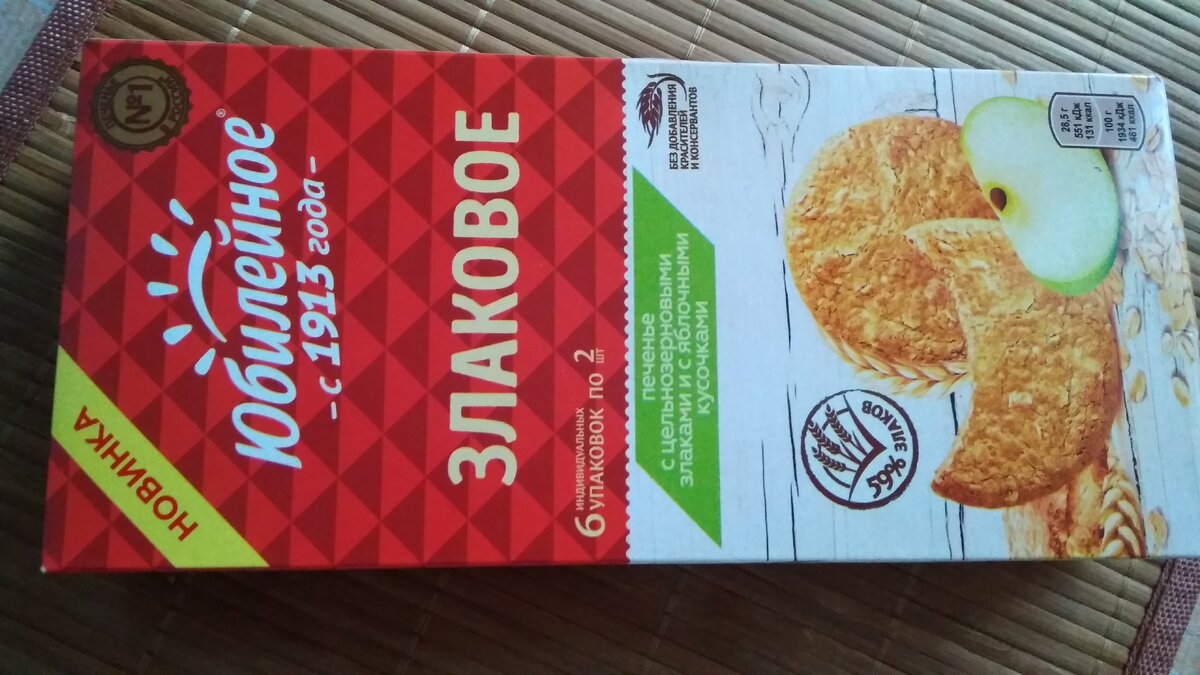 НОВИНКА
№1
В РОССИИ
Юбилейное®
- с 1913 года -
ЗЛАКОВОЕ
6 ИНДИВИДУАЛЬНЫХ
УПАКОВОК ПО 2 ШТ
БЕЗ ДОБАВЛЕНИЯ
КРАСИТЕЛЕЙ
И КОНСЕРВАНТОВ
печенье
с цельнозерновыми
злаками и с яблочными
кусочками
59% ЗЛАКОВ
28,5 г
551 кДж
131 ккал
100 г
1934 кДж
461 ккал